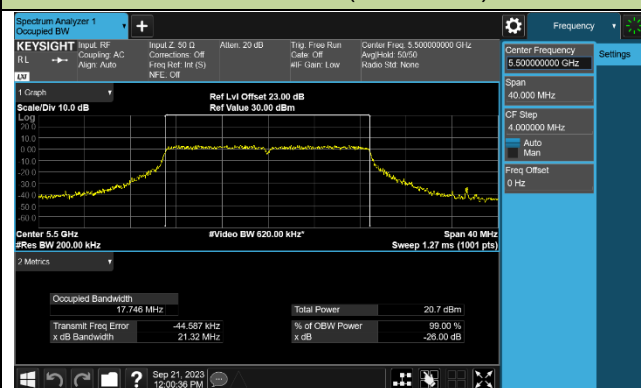 Spectrum Analyzer 1
Occupied BW
+
Frequency
KEYSIGHT
RL
LXI
Input: RF
Coupling: AC
Align: Auto
Input Z: 50 Ω
Corrections: Off
Freq Ref: Int (S)
NFE: Off
Atten: 20 dB
Trig: Free Run
Gate: Off
#IF Gain: Low
Center Freq: 5.500000000 GHz
Avg|Hold: 50/50
Radio Std: None
Center Frequency
5.500000000 GHz
Settings
Span
40.000 MHz
CF Step
4.000000 MHz
Auto
Man
Freq Offset
0 Hz
1 Graph
Scale/Div 10.0 dB
Ref Lvl Offset 23.00 dB
Ref Value 30.00 dBm
Log
20.0
10.0
0.00
-10.0
-20.0
-30.0
-40.0
-50.0
-60.0
Center 5.5 GHz
#Res BW 200.00 kHz
#Video BW 620.00 kHz*
Span 40 MHz
Sweep 1.27 ms (1001 pts)
2 Metrics
Occupied Bandwidth
17.746 MHz
Total Power 20.7 dBm
Transmit Freq Error -44.587 kHz
% of OBW Power 99.00 %
x dB Bandwidth 21.32 MHz
x dB -26.00 dB
?
Sep 21, 2023
12:00:36 PM